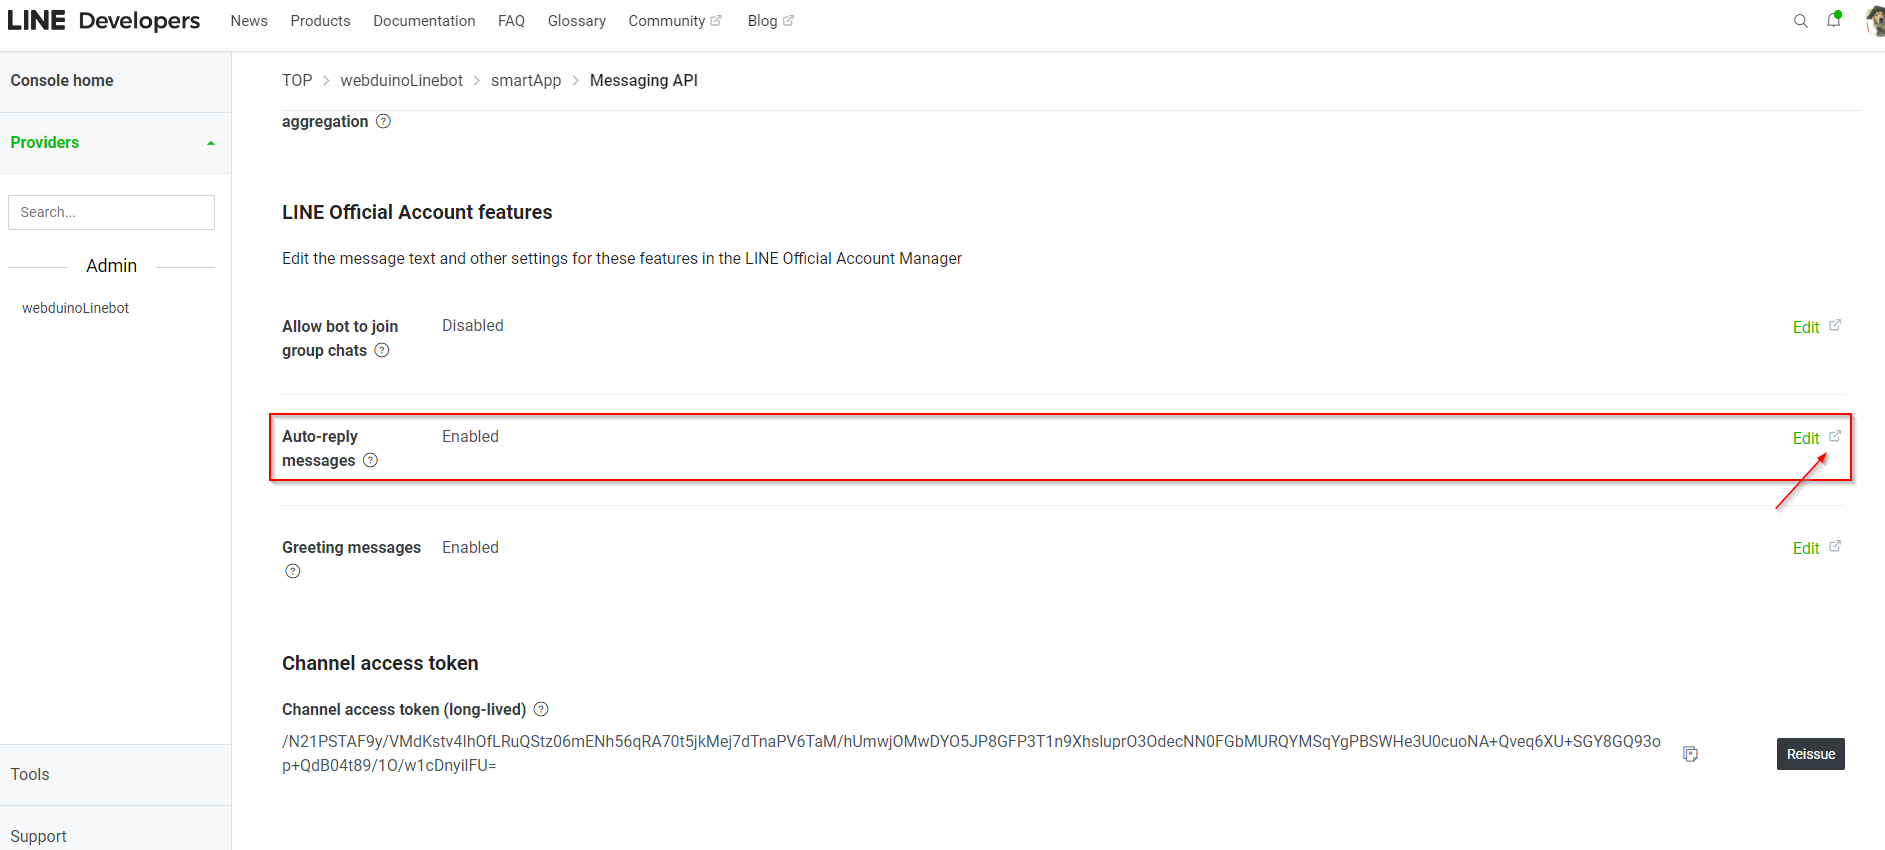 LINE Developers News Products Documentation FAQ Glossary Community Blog
Console home
Providers
Search...
Admin
webduinoLinebot
Tools
Support
TOP > webduinoLinebot > smartApp > Messaging API
aggregation ?
LINE Official Account features
Edit the message text and other settings for these features in the LINE Official Account Manager
Allow bot to join Disabled Edit
group chats ?
Auto-reply Enabled Edit
messages ?
Greeting messages Enabled Edit
?
Channel access token
Channel access token (long-lived) ?
/N21PSTAF9y/VMdKstv4IhOfLRuQStz06mENh56qRA70t5jkMej7dTnaPV6TaM/hUmwjOMwDYO5JP8GFP3T1n9XhsluprO3OdecNN0FGbMURQYMSqYgPBSWHe3U0cuoNA+Qveq6XU+SGY8GQ93o
p+QdB04t89/1O/w1cDnyilFU=
Reissue